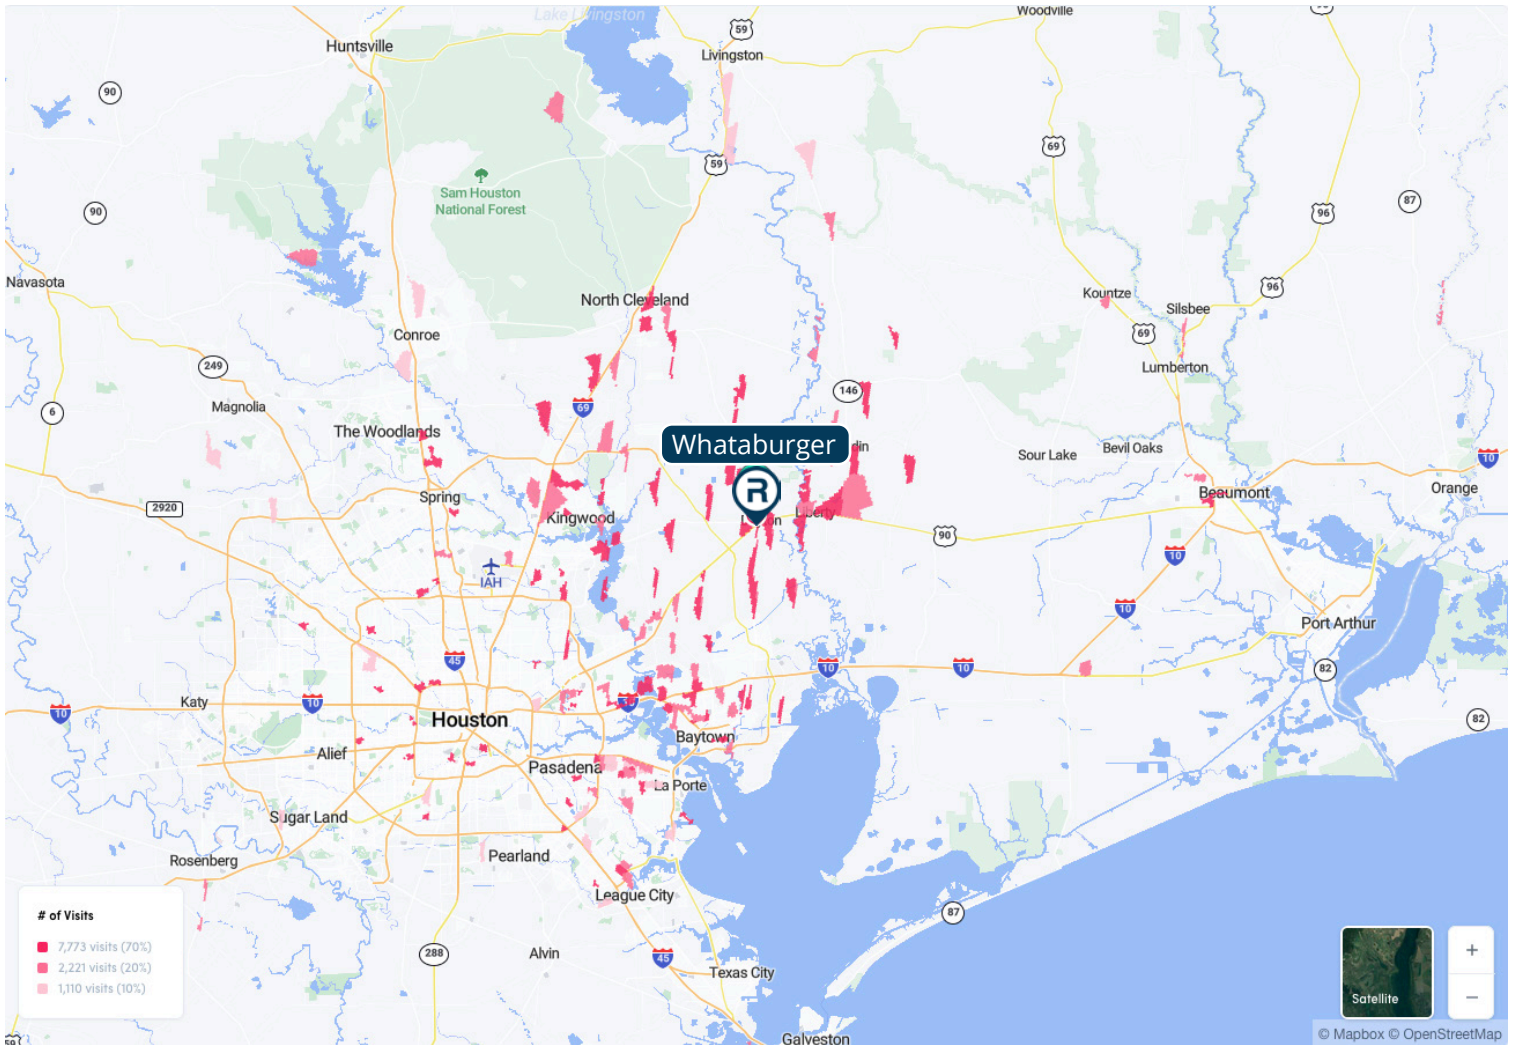 Lake Livingston
Woodville
59
Huntsville
Livingston
90
69
59
Sam Houston
National Forest
87
90
96
Navasota
96
Kountze
North Cleveland
Silsbee
Conroe
69
249
Lumberton
146
Magnolia
69
6
The Woodlands
Whataburger
Bevil Oaks
Sour Lake
10
Orange
Beaumont
Spring
R
2920
Kingwood
Liberty
90
10
IAH
10
Port Arthur
45
10
10
82
Katy
10
10
Houston
82
Baytown
Alief
Pasadena
La Porte
Sugar Land
Pearland
Rosenberg
League City
87
# of Visits
7,773 visits (70%)
2,221 visits (20%)
1,110 visits (10%)
288
Alvin
45
Texas City
+
Satellite
−
Galveston
© Mapbox © OpenStreetMap